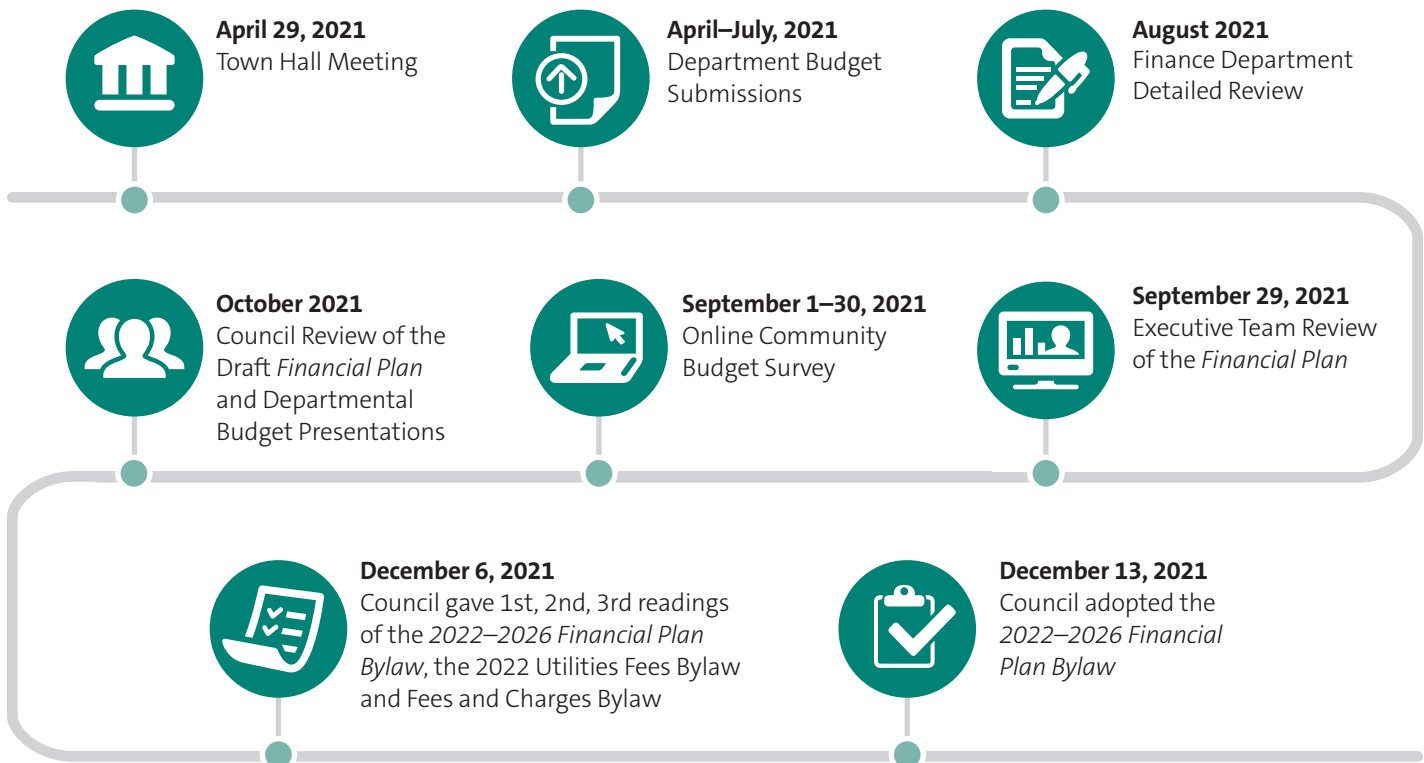 April 29, 2021
Town Hall Meeting
April–July, 2021
Department Budget
Submissions
August 2021
Finance Department
Detailed Review
October 2021
Council Review of the
Draft Financial Plan
and Departmental
Budget Presentations
September 1–30, 2021
Online Community
Budget Survey
September 29, 2021
Executive Team Review
of the Financial Plan
December 6, 2021
Council gave 1st, 2nd, 3rd readings
of the 2022–2026 Financial Plan
Bylaw, the 2022 Utilities Fees Bylaw
and Fees and Charges Bylaw
December 13, 2021
Council adopted the
2022–2026 Financial
Plan Bylaw